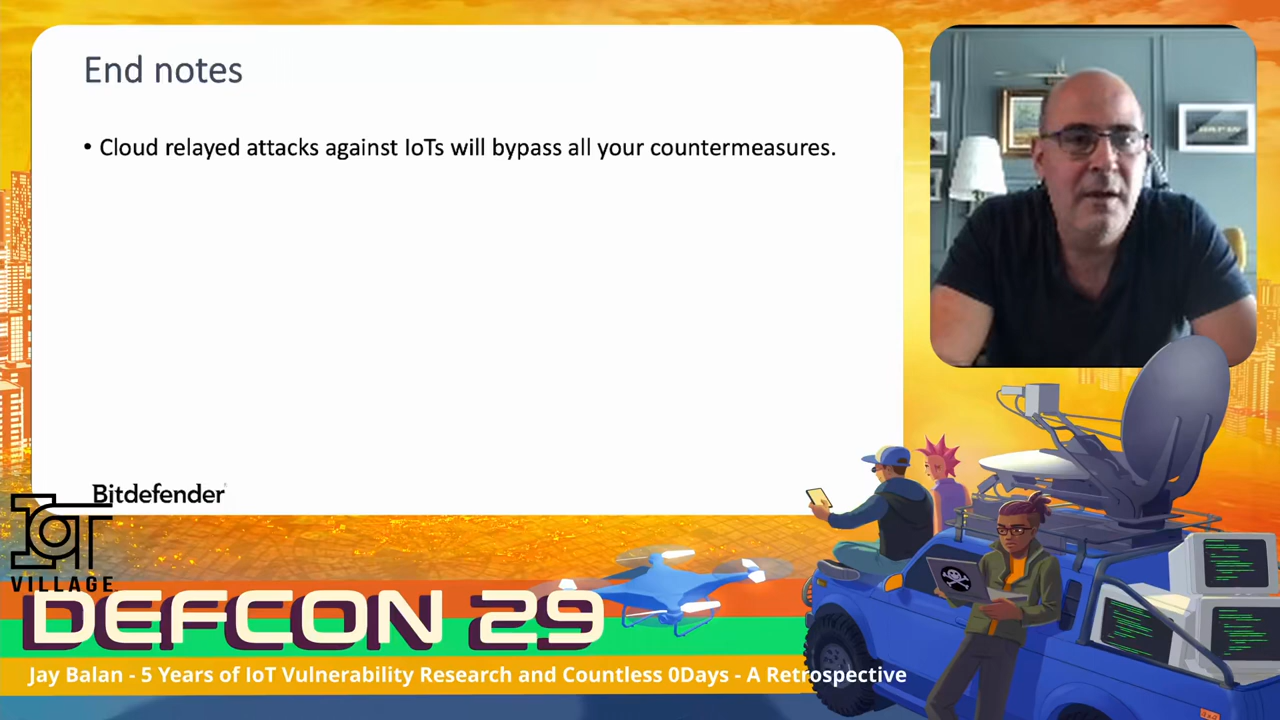 End notes
• Cloud relayed attacks against IoTs will bypass all your countermeasures.
Bitdefender
IoT
VILLAGE
DEFCON 29
Jay Balan - 5 Years of IoT Vulnerability Research and Countless 0Days - A Retrospective